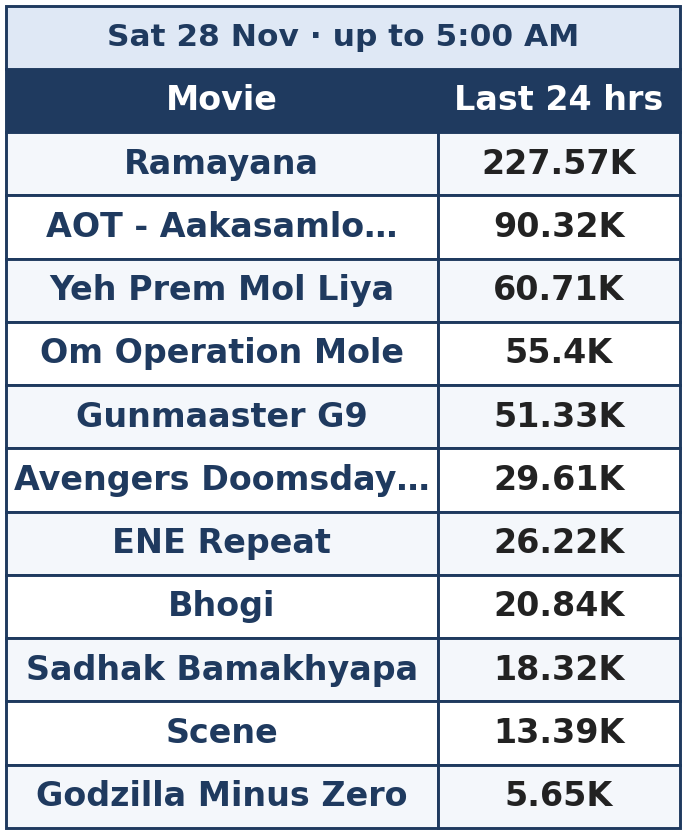 Sat 28 Nov · up to 5:00 AM
Movie Last 24 hrs
Ramayana 227.57K
AOT - Aakasamlo... 90.32K
Yeh Prem Mol Liya 60.71K
Om Operation Mole 55.4K
Gunmaaster G9 51.33K
Avengers Doomsday... 29.61K
ENE Repeat 26.22K
Bhogi 20.84K
Sadhak Bamakhyapa 18.32K
Scene 13.39K
Godzilla Minus Zero 5.65K